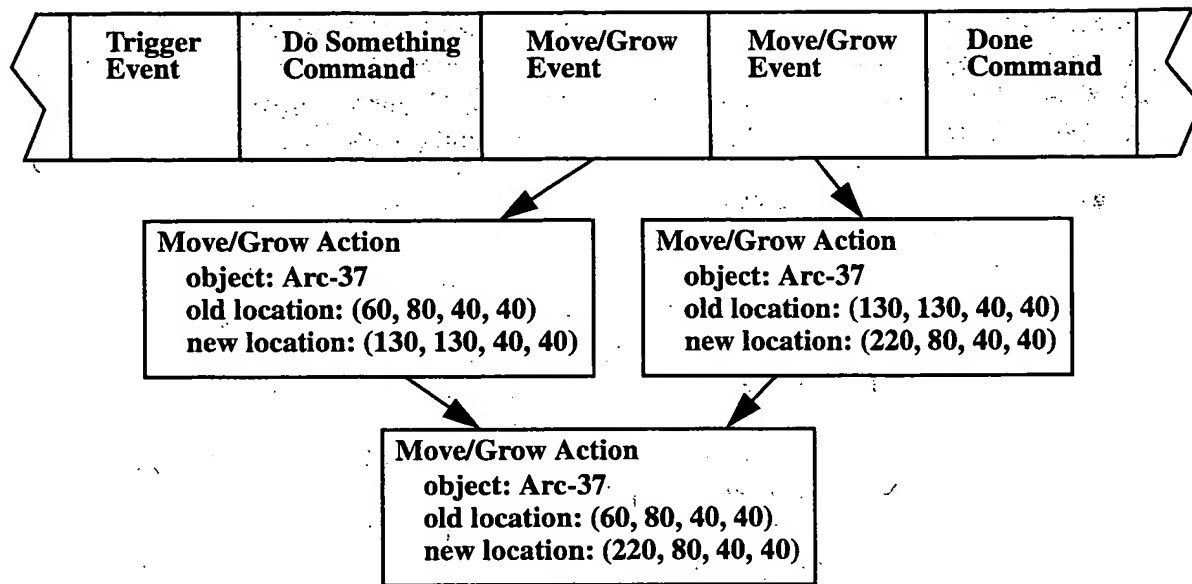 Trigger Event
Do Something Command
Move/Grow Event
Move/Grow Event
Done Command
Move/Grow Action
object: Arc-37
old location: (60, 80, 40, 40)
new location: (130, 130, 40, 40)
Move/Grow Action
object: Arc-37
old location: (130, 130, 40, 40)
new location: (220, 80, 40, 40)
Move/Grow Action
object: Arc-37
old location: (60, 80, 40, 40)
new location: (220, 80, 40, 40)